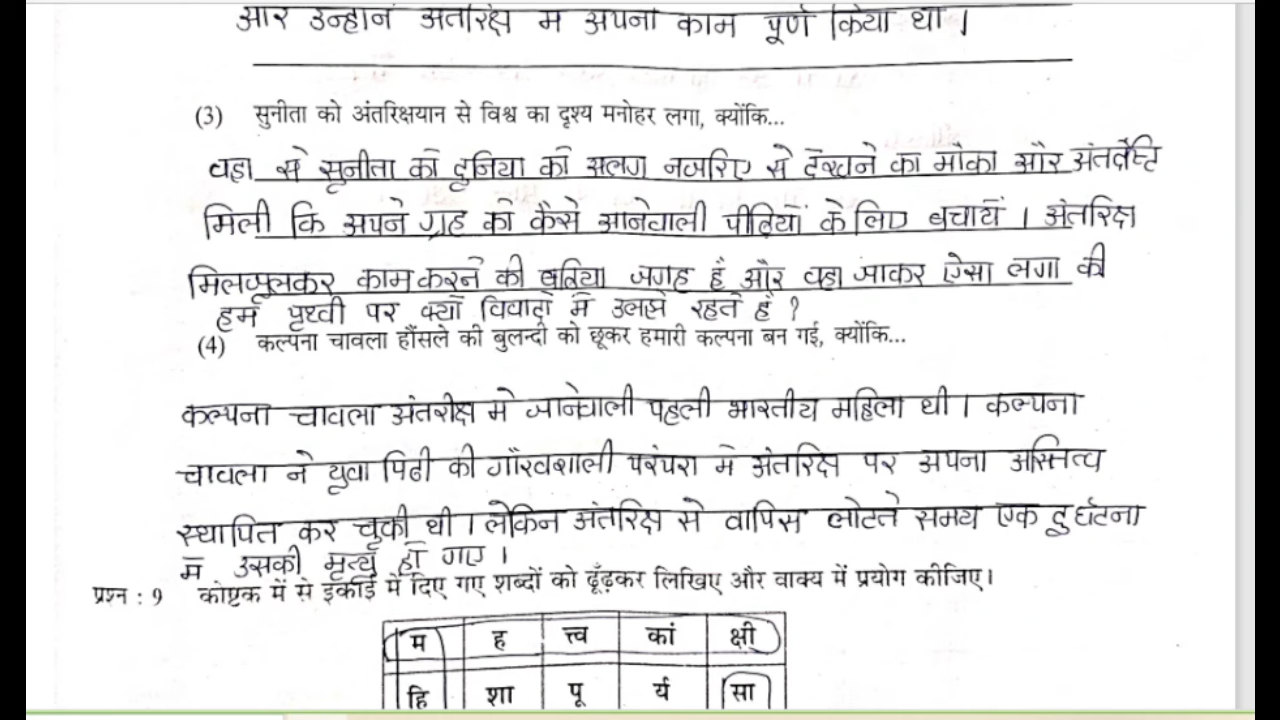 और उन्होंने अंतरिक्ष में अपना काम पूर्ण किया था।
(3) सुनीता को अंतरिक्षयान से विश्व का दृश्य मनोहर लगा, क्योंकि...
वहा से सुनीता को दूनिया को अलग नजरिए से देखने का मौका और अंतर्दष्टि
मिली कि अपने ग्रह को कैसे आनेवाली पीढियों के लिए बचायें। अंतरिक्ष
मिलजूलकर काम करने की बढिया जगह है और वहा जाकर ऐसा लगा की
हम पृथ्वी पर क्यों विवादो में उलझे रहते हैं?
(4) कल्पना चावला हौंसले की बुलन्दी को छूकर हमारी कल्पना बन गई, क्योंकि...
कल्पना चावला अंतरीक्ष मे जानेवाली पहली भारतीय महिला थी। कल्पना
चावला ने यूवा पिढी की गौरवशाली परंपरा मे अंतरिक्ष पर अपना अस्तित्व
स्थापित कर चूकी थी। लेकिन अंतरिक्ष से वापिस लोटते समय एक दुर्घटना
में उसकी मृत्यु हो गए।
प्रश्न : 9 कोष्टक में से इकाई में दिए गए शब्दों को ढूँढ़कर लिखिए और वाक्य में प्रयोग कीजिए।
म ह त्त्व कां क्षी
हि शा पू र्य सा